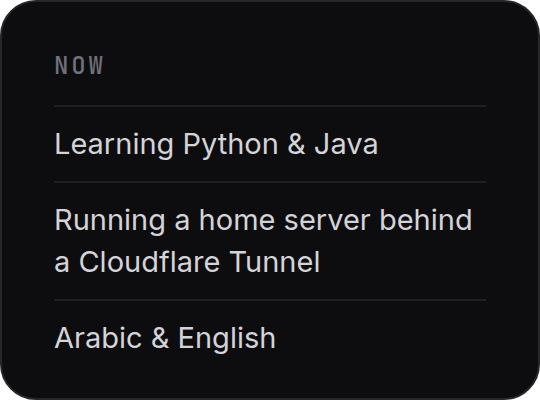 NOW
Learning Python & Java
Running a home server behind
a Cloudflare Tunnel
Arabic & English